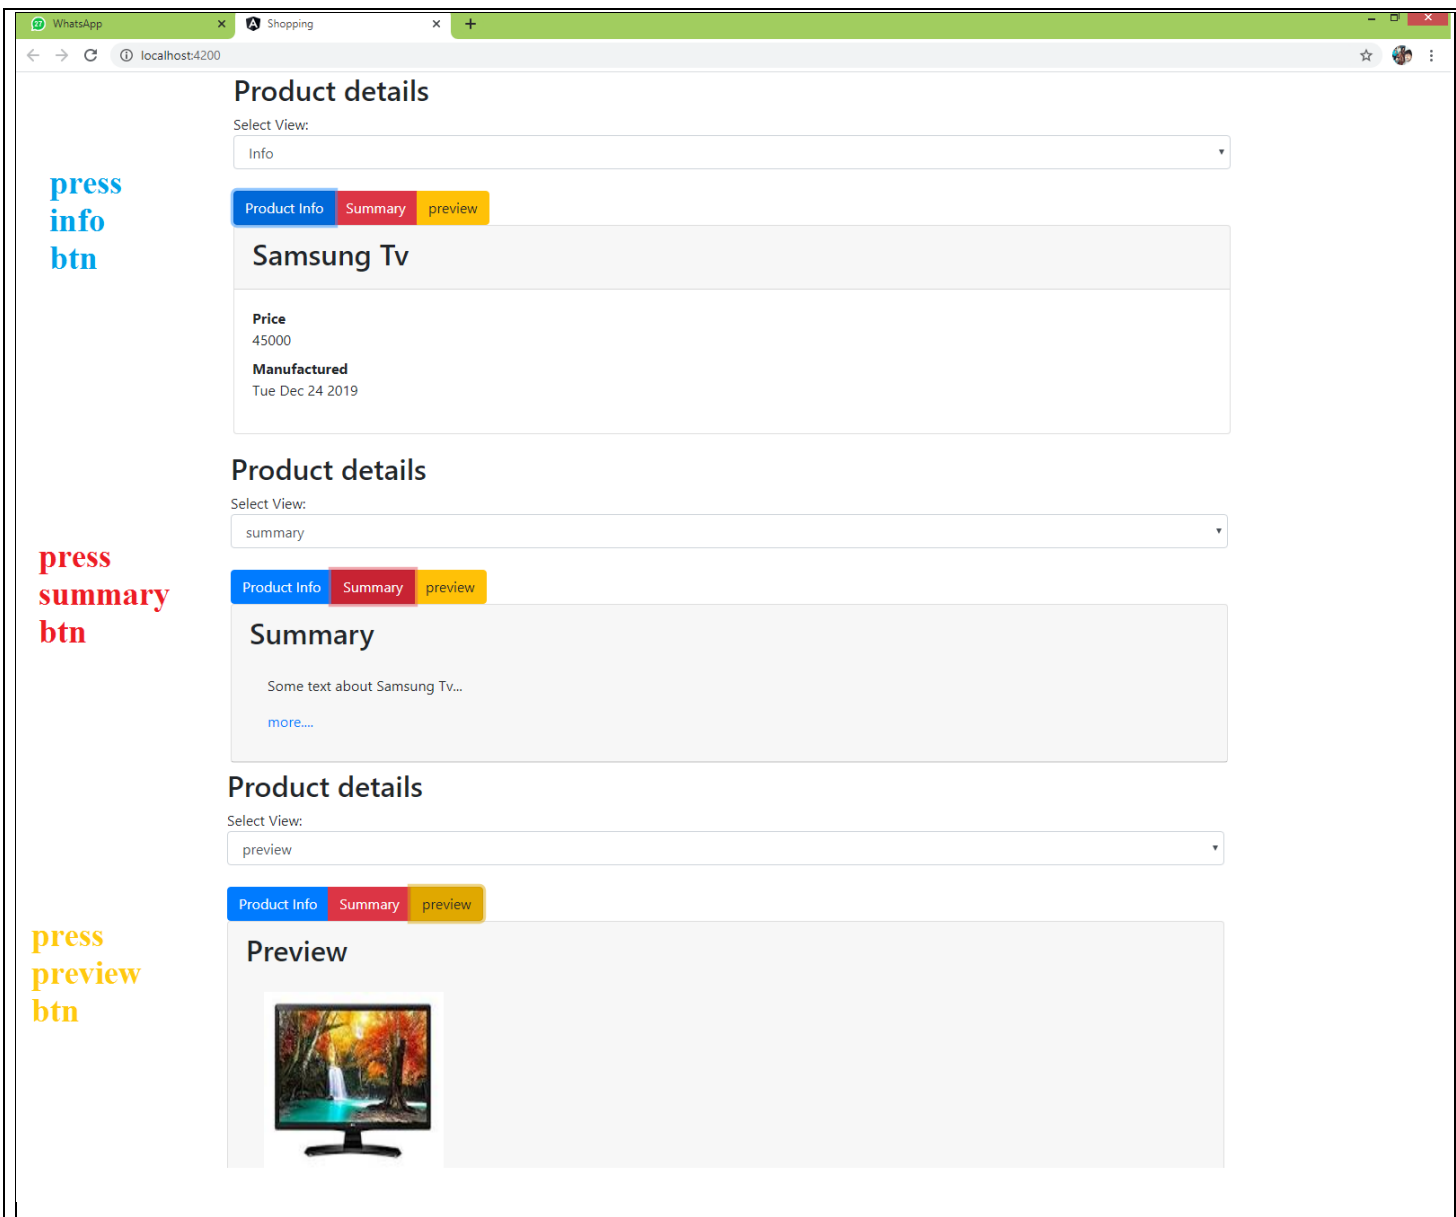 27 WhatsApp × Shopping × +
localhost:4200
Product details
Select View:
Info
press
info
btn
Product Info Summary preview
Samsung Tv
Price
45000
Manufactured
Tue Dec 24 2019
Product details
Select View:
summary
press
summary
btn
Product Info Summary preview
Summary
Some text about Samsung Tv...
more....
Product details
Select View:
preview
press
preview
btn
Product Info Summary preview
Preview